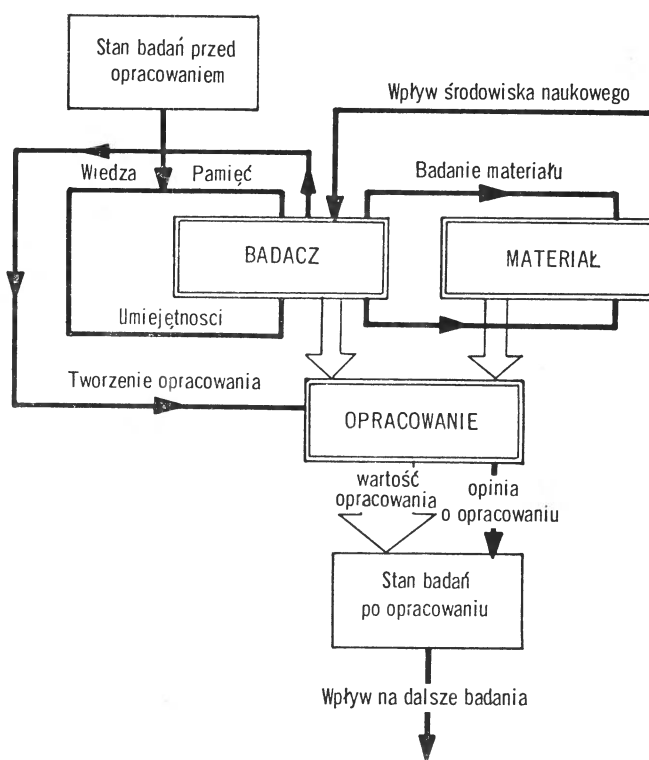 Stan badań przed
opracowaniem
Wpływ środowiska naukowego
Wiedza Pamięć
Badanie materiału
BADACZ
MATERIAŁ
Umiejętnosci
Tworzenie opracowania
OPRACOWANIE
wartość
opracowania
opinia
o opracowaniu
Stan badań
po opracowaniu
Wpływ na dalsze badania